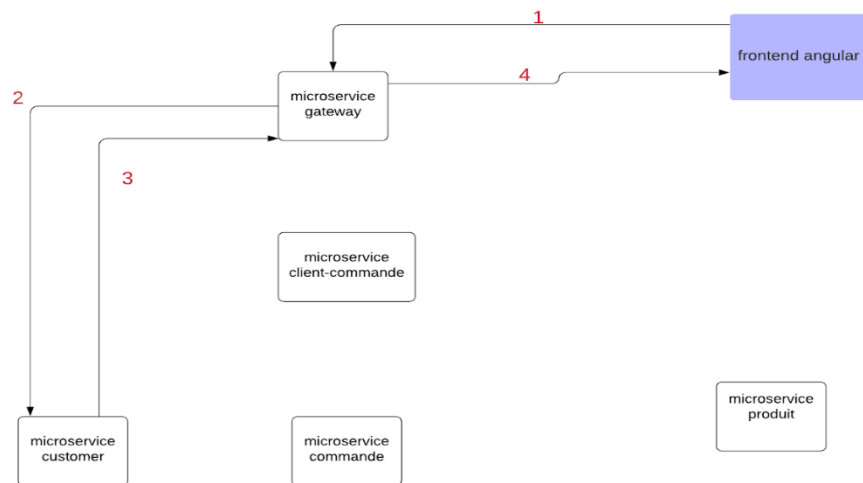 1
frontend angular
4
microservice
gateway
2
3
microservice
client-commande
microservice
produit
microservice
customer
microservice
commande